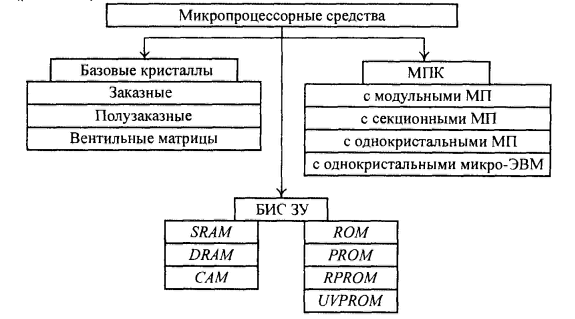 Микропроцессорные средства
Базовые кристаллы
Заказные
Полузаказные
Вентильные матрицы
МПК
с модульными МП
с секционными МП
с однокристальными МП
с однокристальными микро-ЭВМ
БИС ЗУ
SRAM
DRAM
CAM
ROM
PROM
RPROM
UVPROM